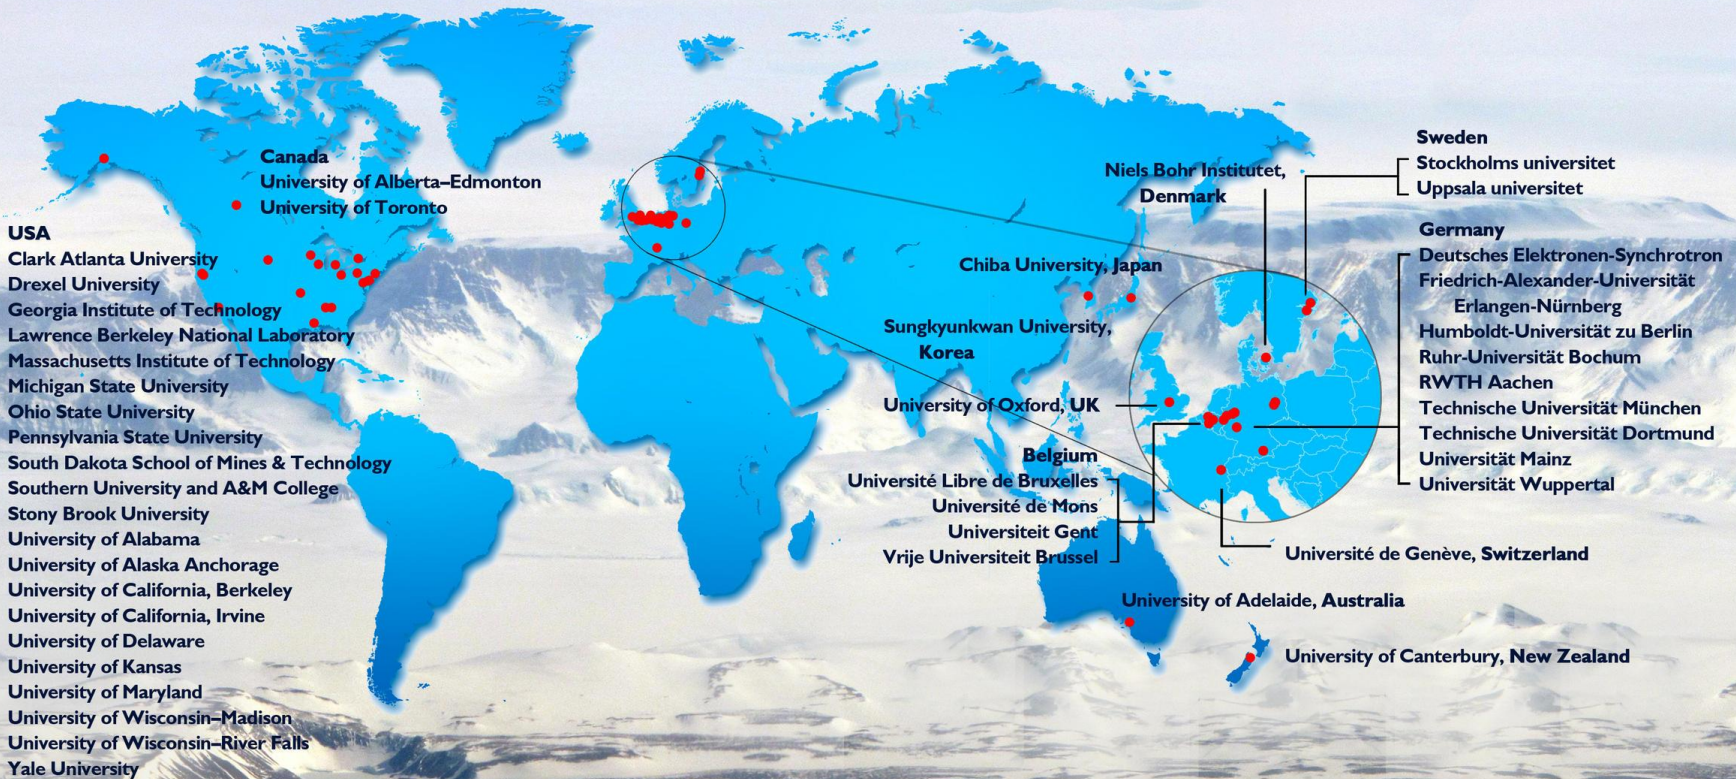 Canada
University of Alberta–Edmonton
University of Toronto
USA
Clark Atlanta University
Drexel University
Georgia Institute of Technology
Lawrence Berkeley National Laboratory
Massachusetts Institute of Technology
Michigan State University
Ohio State University
Pennsylvania State University
South Dakota School of Mines & Technology
Southern University and A&M College
Stony Brook University
University of Alabama
University of Alaska Anchorage
University of California, Berkeley
University of California, Irvine
University of Delaware
University of Kansas
University of Maryland
University of Wisconsin–Madison
University of Wisconsin–River Falls
Yale University
Niels Bohr Institutet,
Denmark
Chiba University, Japan
Sungkyunkwan University,
Korea
University of Oxford, UK
Belgium
Université Libre de Bruxelles
Université de Mons
Universiteit Gent
Vrije Universiteit Brussel
Sweden
Stockholms universitet
Uppsala universitet
Germany
Deutsches Elektronen-Synchrotron
Friedrich-Alexander-Universität
Erlangen-Nürnberg
Humboldt-Universität zu Berlin
Ruhr-Universität Bochum
RWTH Aachen
Technische Universität München
Technische Universität Dortmund
Universität Mainz
Universität Wuppertal
Université de Genève, Switzerland
University of Adelaide, Australia
University of Canterbury, New Zealand